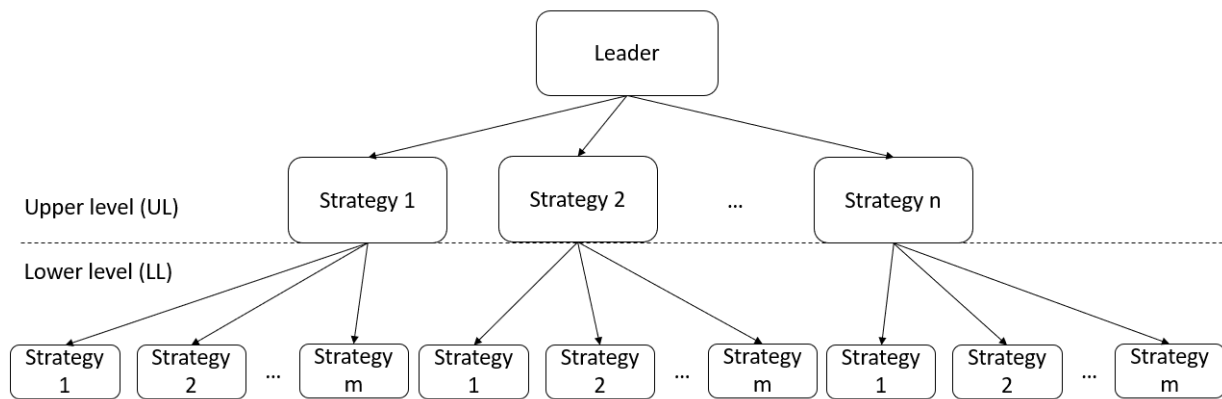 Leader
Strategy 1
Strategy 2
...
Strategy n
Upper level (UL)
Lower level (LL)
Strategy
1
Strategy
2
...
Strategy
m
Strategy
1
Strategy
2
...
Strategy
m
Strategy
1
Strategy
2
...
Strategy
m